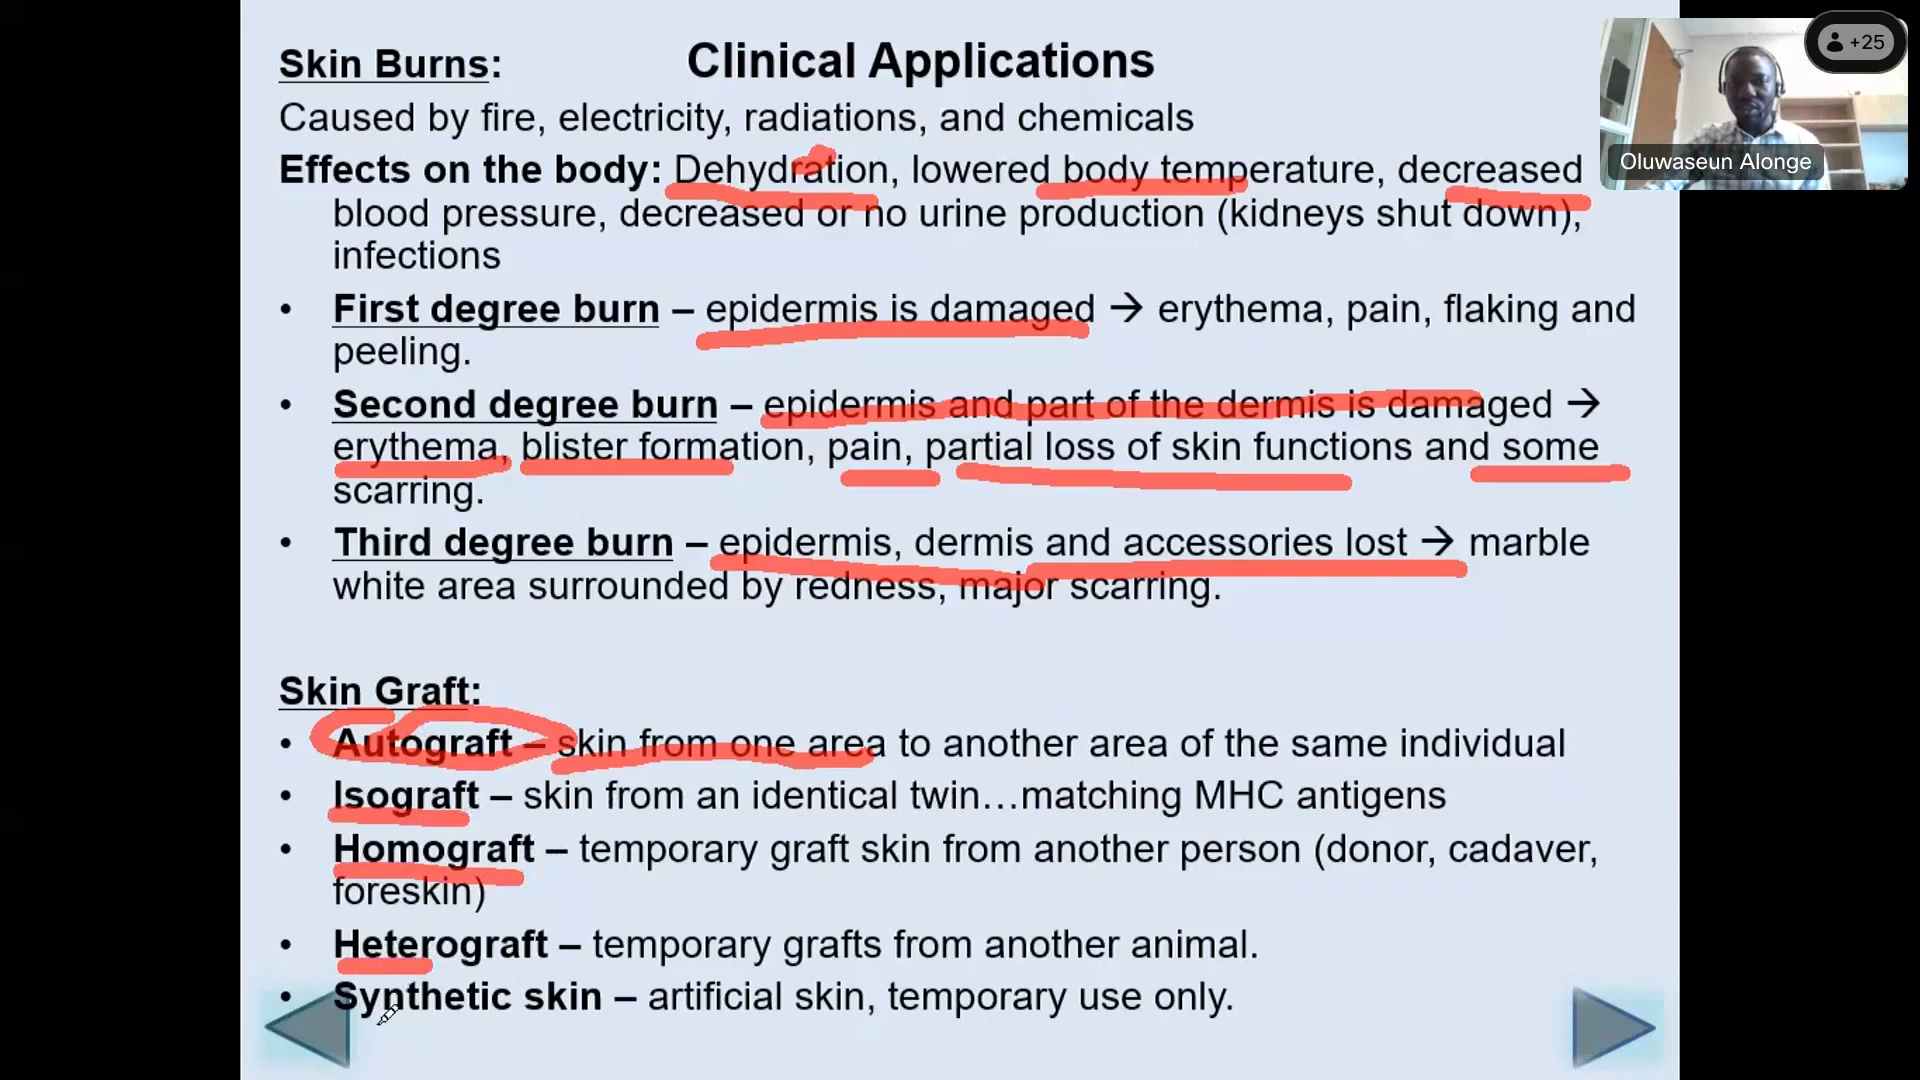 Skin Burns:
Clinical Applications
Caused by fire, electricity, radiations, and chemicals
Effects on the body: Dehydration, lowered body temperature, decreased
blood pressure, decreased or no urine production (kidneys shut down),
infections
• First degree burn – epidermis is damaged → erythema, pain, flaking and
peeling.
• Second degree burn – epidermis and part of the dermis is damaged →
erythema, blister formation, pain, partial loss of skin functions and some
scarring.
• Third degree burn – epidermis, dermis and accessories lost → marble
white area surrounded by redness, major scarring.
Skin Graft:
• Autograft – skin from one area to another area of the same individual
• Isograft – skin from an identical twin…matching MHC antigens
• Homograft – temporary graft skin from another person (donor, cadaver,
foreskin)
• Heterograft – temporary grafts from another animal.
• Synthetic skin – artificial skin, temporary use only.
+25
Oluwaseun Alonge